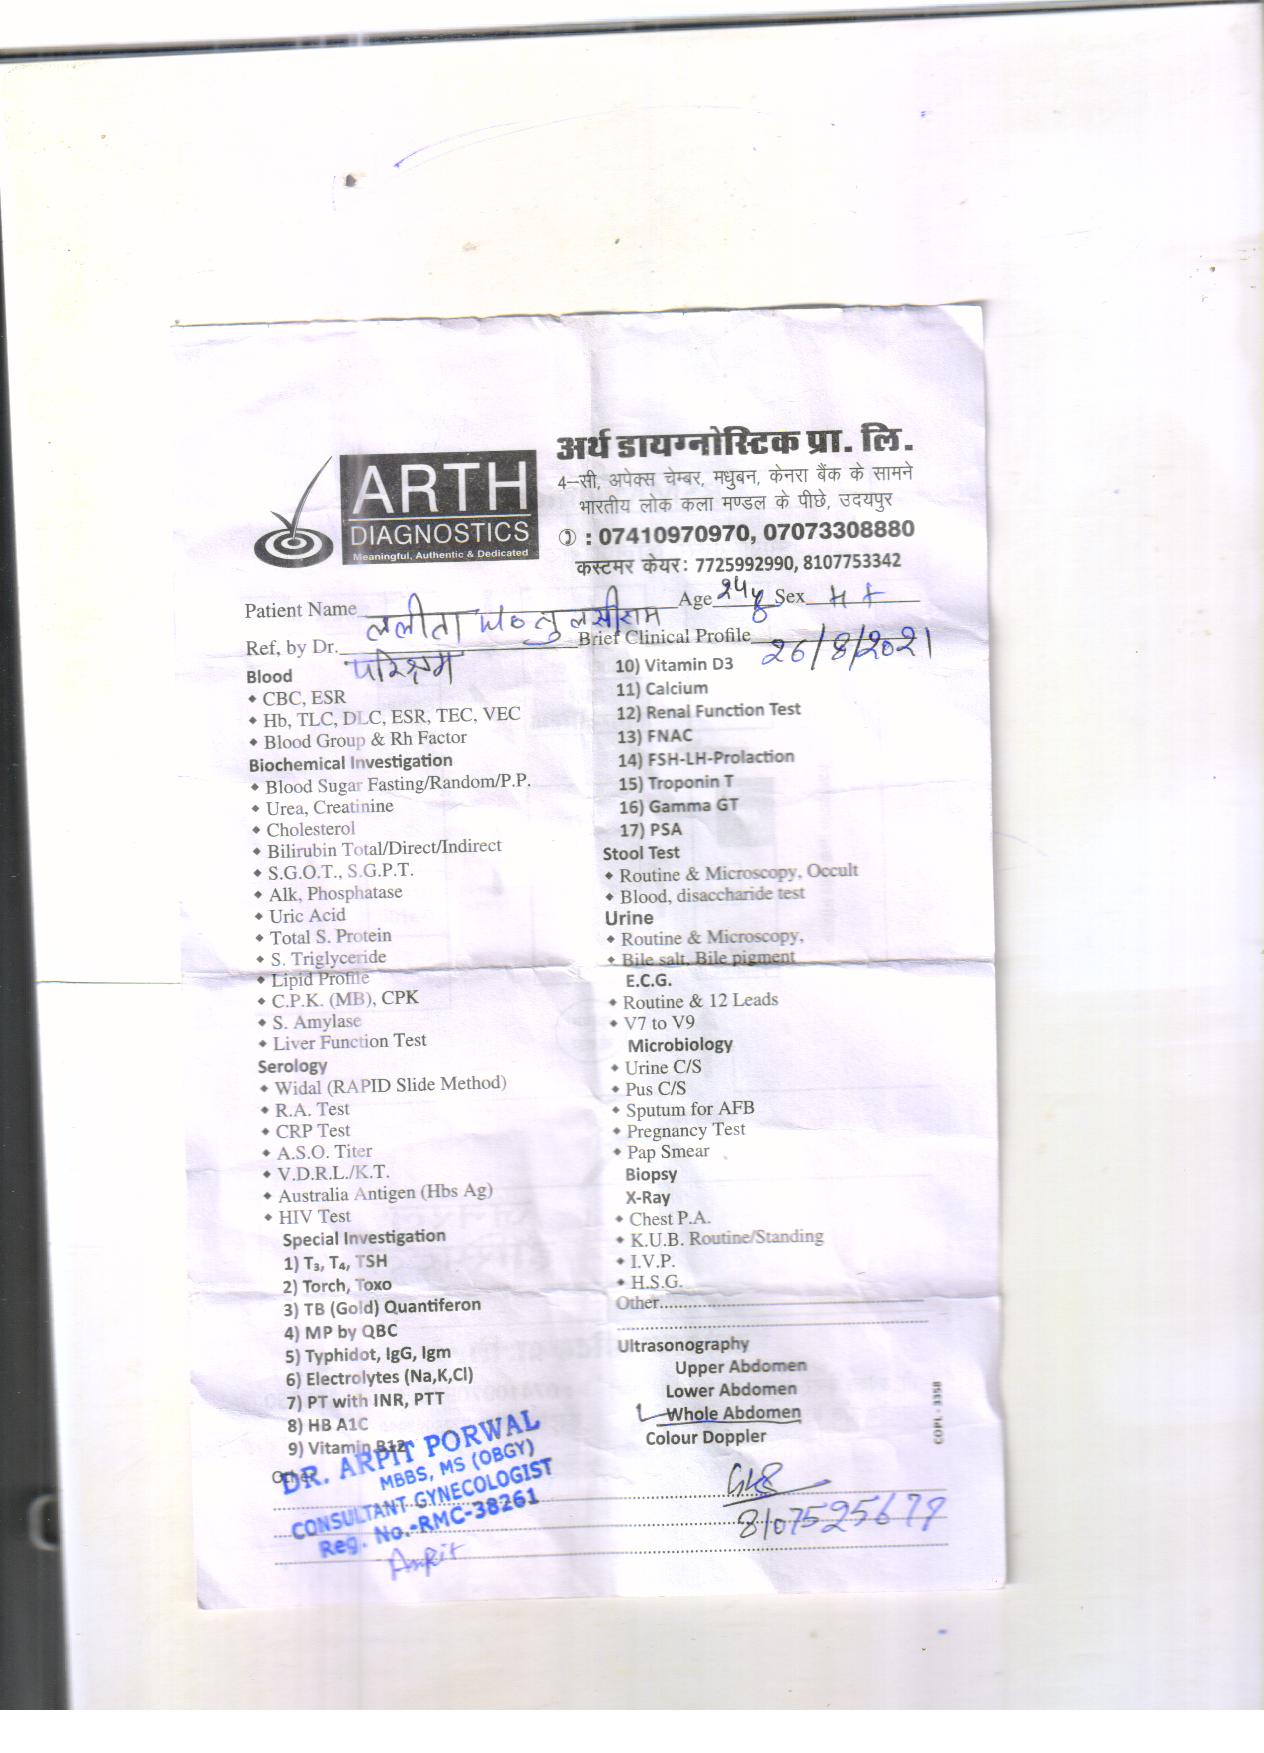 अर्थ डायग्नोस्टिक प्रा. लि.
ARTH
DIAGNOSTICS
Meaningful, Authentic & Dedicated
4–सी, अपेक्स चेम्बर, मधुबन, केनरा बैंक के सामने
भारतीय लोक कला मण्डल के पीछे, उदयपुर
: 07410970970, 07073308880
कस्टमर केयर: 7725992990, 8107753342
Patient Name ललीता w/o तुलसीराम Age 24y Sex
Ref, by Dr. Brief Clinical Profile 26/8/2021
Blood
• CBC, ESR
• Hb, TLC, DLC, ESR, TEC, VEC
• Blood Group & Rh Factor
Biochemical Investigation
• Blood Sugar Fasting/Random/P.P.
• Urea, Creatinine
• Cholesterol
• Bilirubin Total/Direct/Indirect
• S.G.O.T., S.G.P.T.
• Alk, Phosphatase
• Uric Acid
• Total S. Protein
• S. Triglyceride
• Lipid Profile
• C.P.K. (MB), CPK
• S. Amylase
• Liver Function Test
Serology
• Widal (RAPID Slide Method)
• R.A. Test
• CRP Test
• A.S.O. Titer
• V.D.R.L./K.T.
• Australia Antigen (Hbs Ag)
• HIV Test
Special Investigation
1) T₃, T₄, TSH
2) Torch, Toxo
3) TB (Gold) Quantiferon
4) MP by QBC
5) Typhidot, IgG, Igm
6) Electrolytes (Na,K,Cl)
7) PT with INR, PTT
8) HB A1C
9) Vitamin B12
Other
DR. ARPIT PORWAL
MBBS, MS (OBGY)
CONSULTANT GYNECOLOGIST
Reg. No.-RMC-38261
10) Vitamin D3
11) Calcium
12) Renal Function Test
13) FNAC
14) FSH-LH-Prolaction
15) Troponin T
16) Gamma GT
17) PSA
Stool Test
• Routine & Microscopy, Occult
• Blood, disaccharide test
Urine
• Routine & Microscopy,
• Bile salt, Bile pigment
E.C.G.
• Routine & 12 Leads
• V7 to V9
Microbiology
• Urine C/S
• Pus C/S
• Sputum for AFB
• Pregnancy Test
• Pap Smear
Biopsy
X-Ray
• Chest P.A.
• K.U.B. Routine/Standing
• I.V.P.
• H.S.G.
Other
Ultrasonography
Upper Abdomen
Lower Abdomen
Whole Abdomen
Colour Doppler
COPL - 3358